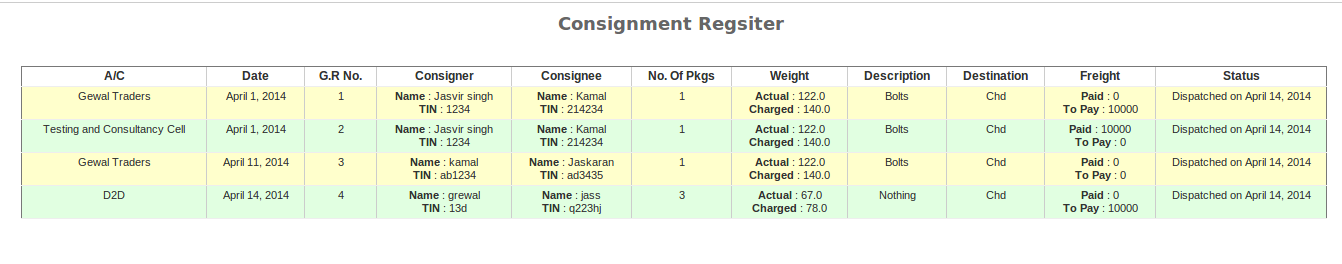 Consignment Regsiter
A/C Date G.R No. Consigner Consignee No. Of Pkgs Weight Description Destination Freight Status
Gewal Traders April 1, 2014 1 Name : Jasvir singh Name : Kamal 1 Actual : 122.0 Bolts Chd Paid : 0 Dispatched on April 14, 2014
TIN : 1234 TIN : 214234 Charged : 140.0 To Pay : 10000
Testing and Consultancy Cell April 1, 2014 2 Name : Jasvir singh Name : Kamal 1 Actual : 122.0 Bolts Chd Paid : 10000 Dispatched on April 14, 2014
TIN : 1234 TIN : 214234 Charged : 140.0 To Pay : 0
Gewal Traders April 11, 2014 3 Name : kamal Name : Jaskaran 1 Actual : 122.0 Bolts Chd Paid : 0 Dispatched on April 14, 2014
TIN : ab1234 TIN : ad3435 Charged : 140.0 To Pay : 0
D2D April 14, 2014 4 Name : grewal Name : jass 3 Actual : 67.0 Nothing Chd Paid : 0 Dispatched on April 14, 2014
TIN : 13d TIN : q223hj Charged : 78.0 To Pay : 10000